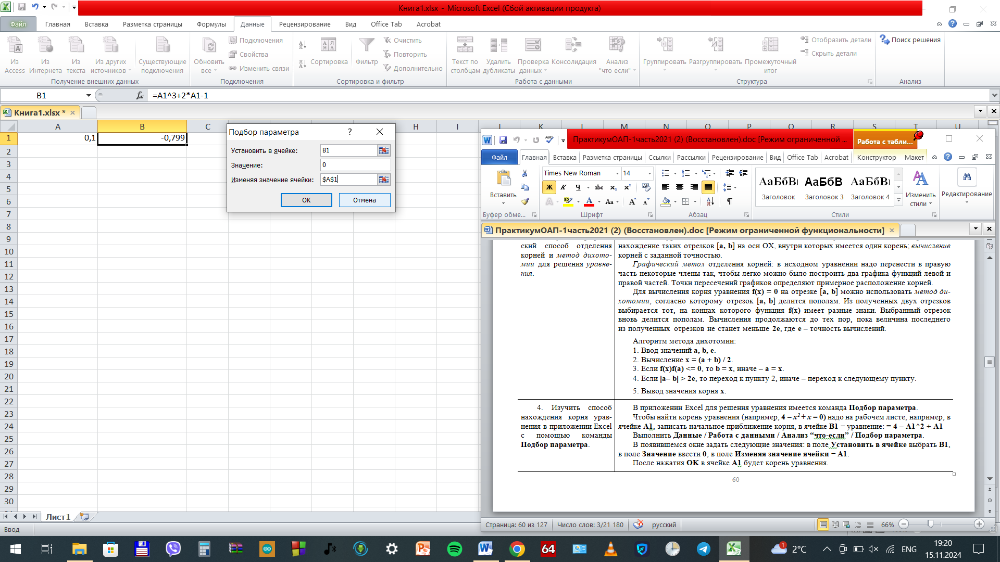 Книга1.xlsx - Microsoft Excel (Сбой активации продукта)
Файл Главная Вставка Разметка страницы Формулы Данные Рецензирование Вид Office Tab Acrobat
Из Access
Из Интернета
Из текста
Из других источников
Существующие подключения
Получение внешних данных
Обновить все
Подключения
Свойства
Изменить связи
Подключения
Сортировка
Фильтр
Очистить
Повторить
Дополнительно
Сортировка и фильтр
Текст по столбцам
Удалить дубликаты
Проверка данных
Консолидация
Анализ "что если"
Работа с данными
Группировать
Разгруппировать
Промежуточный итог
Отобразить детали
Скрыть детали
Структура
Поиск решения
Анализ
B1
=A1^3+2*A1-1
Книга1.xlsx *
A B C H I
1 0,1 -0,799
2
3
4
5
6
7
8
9
10
11
12
13
14
15
16
17
18
19
20
21
22
23
24
25
26
27
28
29
30
Подбор параметра ?
Установить в ячейке: B1
Значение: 0
Изменяя значение ячейки: $A$1
ОК Отмена
Лист1
Ввод
ПрактикумОАП-1часть2021 (2) (Восстановлен).doc [Режим ограниченной ...
Работа с табли...
Файл Главная Вставка Разметка страницы Ссылки Рассылки Рецензирование Вид Office Tab Acrobat Конструктор Макет
Вставить
Буфер обме...
Times New Roman 14
Шрифт
Абзац
АаБбВı АаБбВ АаБбВı
Заголовок Заголовок 3 Заголовок 4
Стили
Изменить стили
Редактирование
ПрактикумОАП-1часть2021 (2) (Восстановлен).doc [Режим ограниченной функциональности]
ский способ отделения
корней и метод дихото-
мии для решения уравне-
ния.
нахождение таких отрезков [a, b] на оси OX, внутри которых имеется один корень; вычисление
корней с заданной точностью.
Графический метол отделения корней: в исходном уравнении надо перенести в правую
часть некоторые члены так, чтобы легко можно было построить два графика функций левой и
правой частей. Точки пересечений графиков определяют примерное расположение корней.
Для вычисления корня уравнения f(x) = 0 на отрезке [a, b] можно использовать метод ди-
хотомии, согласно которому отрезок [a, b] делится пополам. Из полученных двух отрезков
выбирается тот, на концах которого функция f(x) имеет разные знаки. Выбранный отрезок
вновь делится пополам. Вычисления продолжаются до тех пор, пока величина последнего
из полученных отрезков не станет меньше 2e, где e – точность вычислений.
Алгоритм метода дихотомии:
1. Ввод значений a, b, e.
2. Вычисление x = (a + b) / 2.
3. Если f(x)f(a) <= 0, то b = x, иначе – a = x.
4. Если |a– b| > 2e, то переход к пункту 2, иначе – переход к следующему пункту.
5. Вывод значения корня x.
4. Изучить способ
нахождения корня урав-
нения в приложении Excel
с помощью команды
Подбор параметра.
В приложении Excel для решения уравнения имеется команда Подбор параметра.
Чтобы найти корень уравнения (например, 4 – x² + x = 0) надо на рабочем листе, например, в
ячейке A1, записать начальное приближение корня, в ячейке B1 – уравнение: = 4 – A1^2 + A1
Выполнить Данные / Работа с данными / Анализ “что-если” / Подбор параметра.
В появившемся окне задать следующие значения: в поле Установить в ячейке выбрать B1,
в поле Значение ввести 0, в поле Изменяя значение ячейки – A1.
После нажатия OK в ячейке A1 будет корень уравнения.
60
Страница: 60 из 127 Число слов: 3/21 180 русский 66%
64
1
2°C
ENG
19:20
15.11.2024